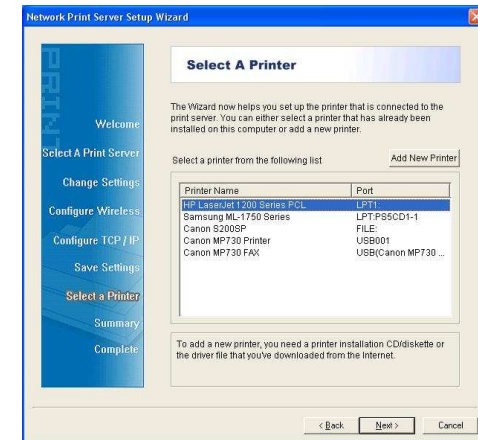 Network Print Server Setup Wizard
PRINT
Welcome
Select A Print Server
Change Settings
Configure Wireless
Configure TCP / IP
Save Settings
Select a Printer
Summary
Complete
Select A Printer
The Wizard now helps you set up the printer that is connected to the
print server. You can either select a printer that has already been
installed on this computer or add a new printer.
Select a printer from the following list
Add New Printer
Printer Name Port
HP LaserJet 1200 Series PCL LPT1:
Samsung ML-1750 Series LPT:PS5CD1-1
Canon S200SP FILE:
Canon MP730 Printer USB001
Canon MP730 FAX USB(Canon MP730 ...
To add a new printer, you need a printer installation CD/diskette or
the driver file that you've downloaded from the Internet.
< Back Next > Cancel